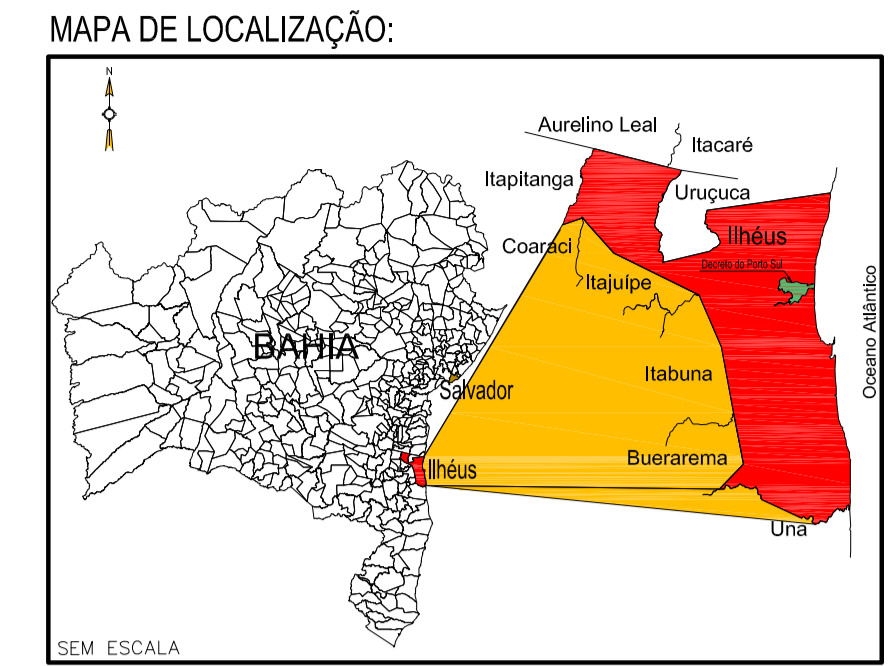 MAPA DE LOCALIZAÇÃO:
N
Aurelino Leal
Itacaré
Itapitanga
Uruçuca
Coaraci
Ilhéus
Decreto do Porto Sul
Itajuípe
Oceano Atlântico
BAHIA
Itabuna
Salvador
Buerarema
Ilhéus
Una
SEM ESCALA